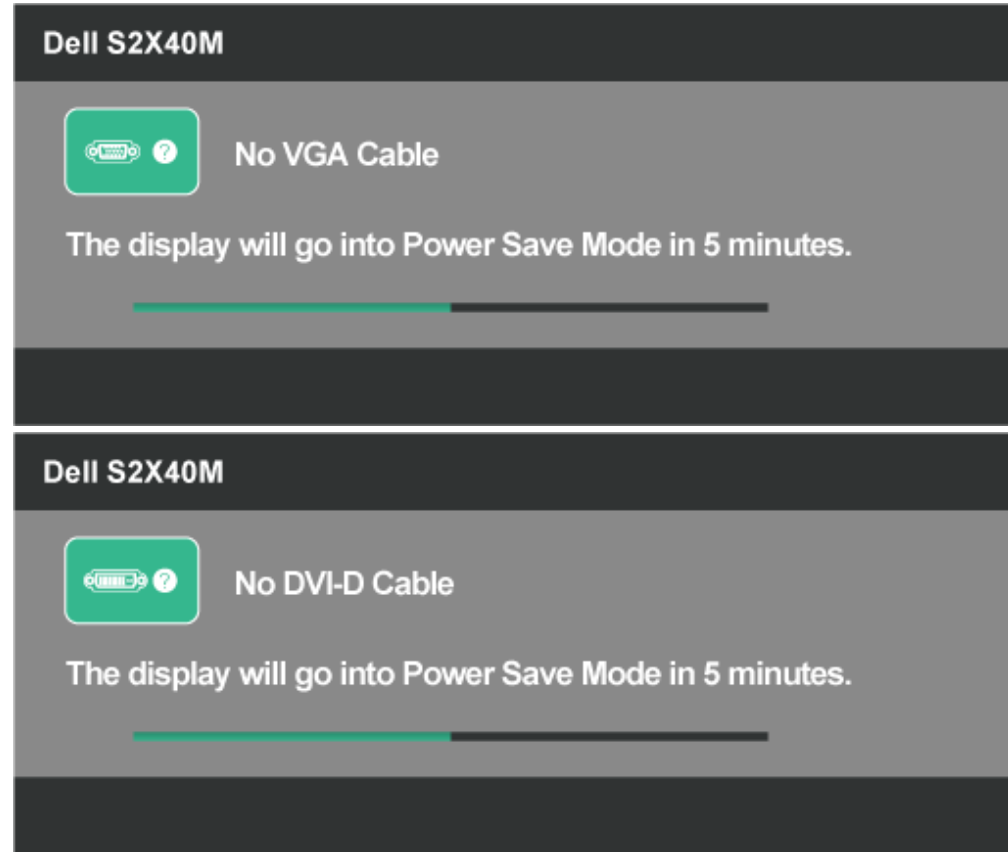 Dell S2X40M
No VGA Cable
The display will go into Power Save Mode in 5 minutes.
Dell S2X40M
No DVI-D Cable
The display will go into Power Save Mode in 5 minutes.